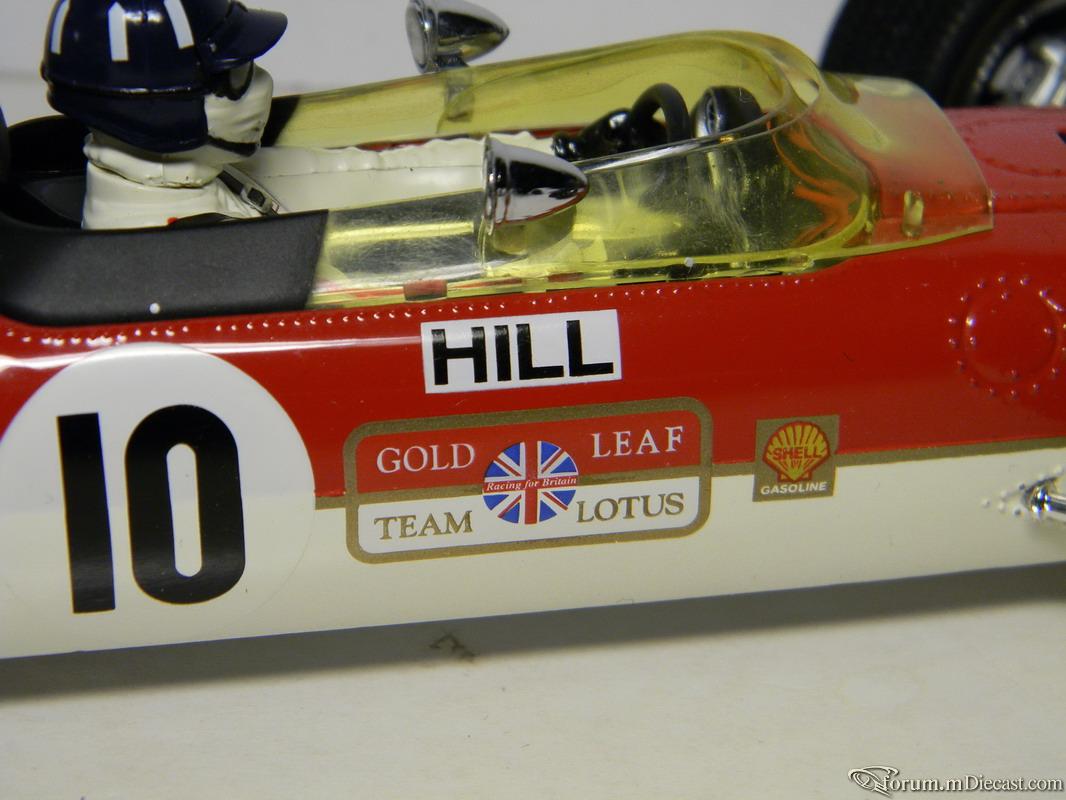 HILL
10
GOLD LEAF
Racing for Britain
TEAM LOTUS
SHELL
GASOLINE
forum.mDiecast.com